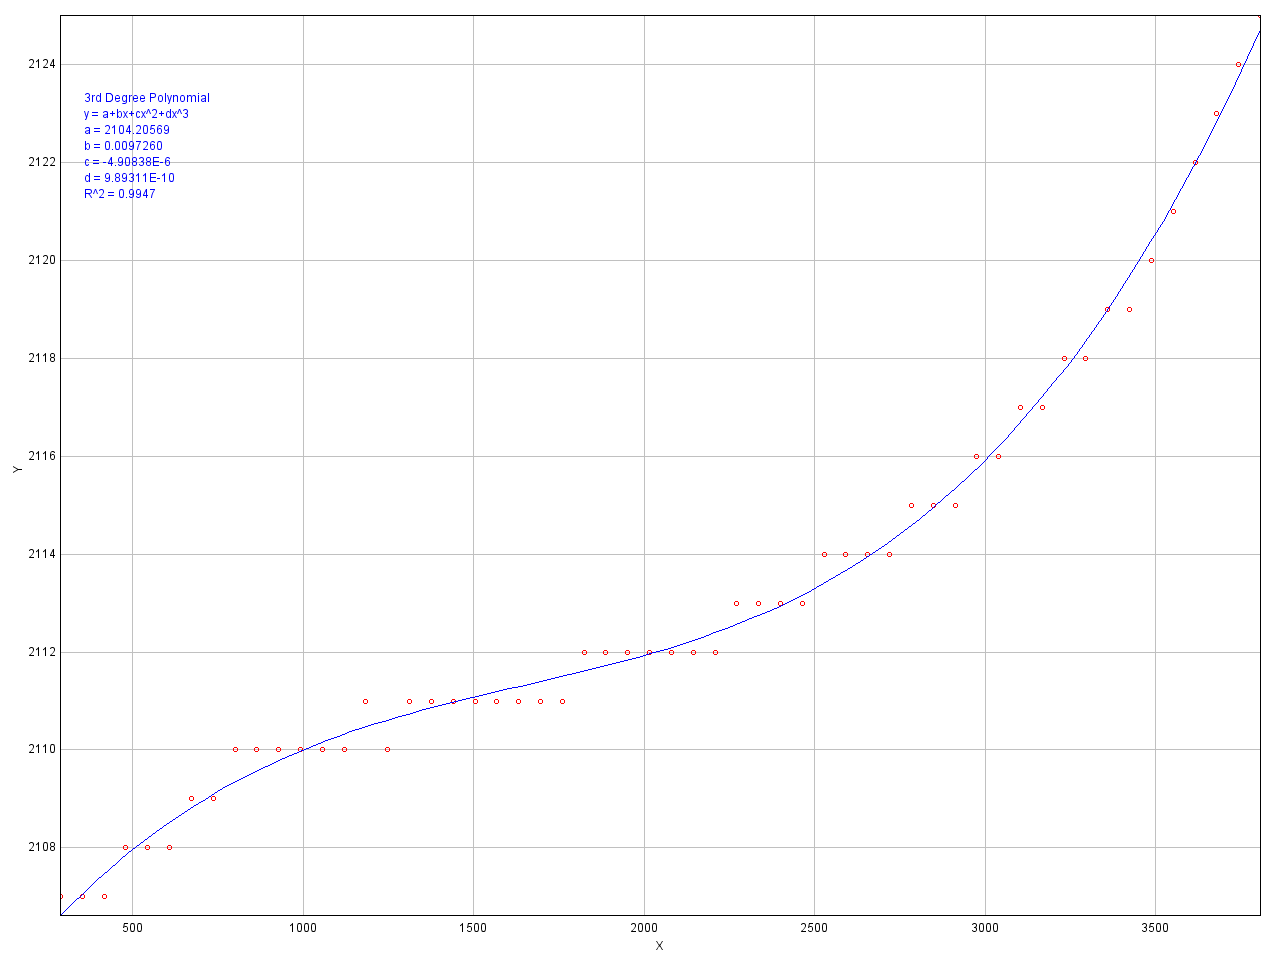 2124
2122
2120
2118
2116
2114
2112
2110
2108
3rd Degree Polynomial
y = a+bx+cx^2+dx^3
a = 2104.20569
b = 0.0097260
c = -4.90838E-6
d = 9.89311E-10
R^2 = 0.9947
Y
500 1000 1500 2000 2500 3000 3500
X